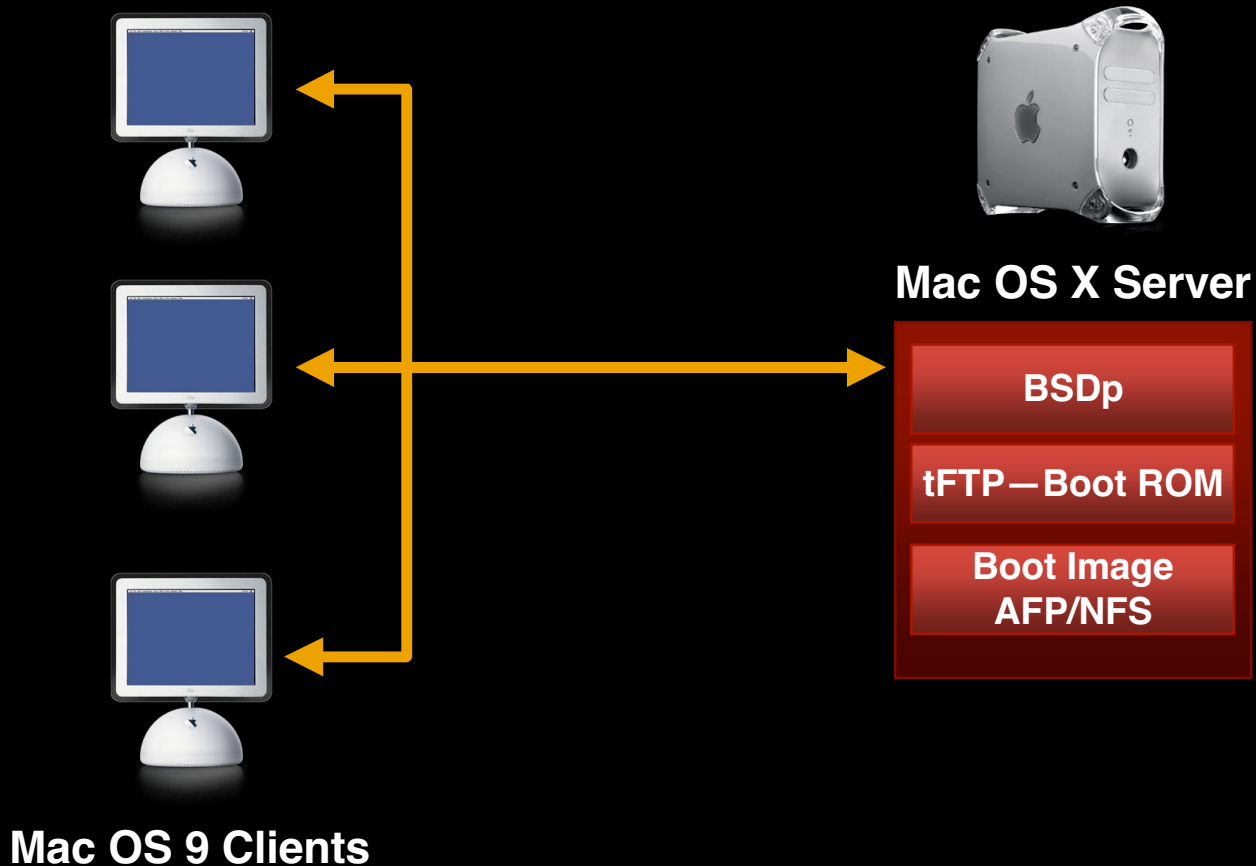 Mac OS X Server
BSDp
tFTP—Boot ROM
Boot Image
AFP/NFS
Mac OS 9 Clients